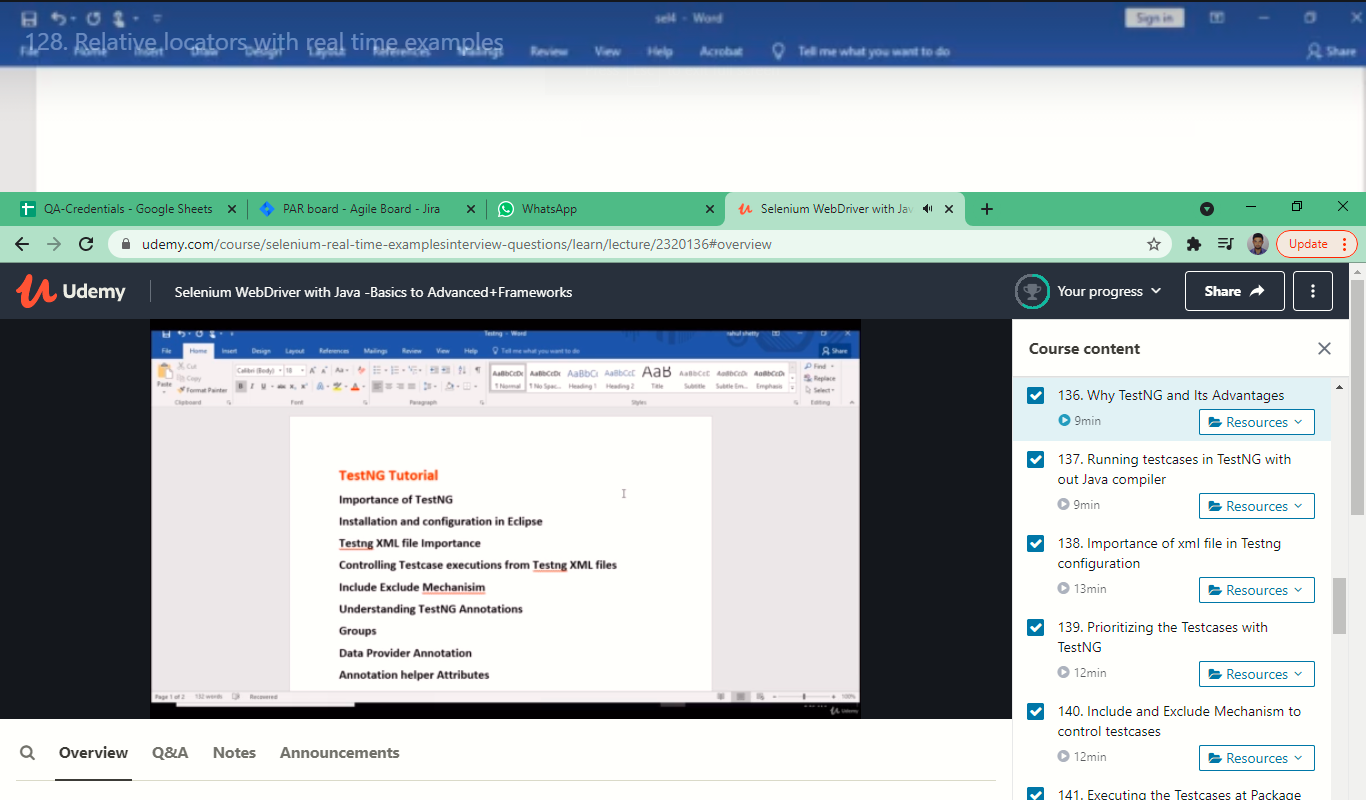 sel4 - Word
Sign in
128. Relative locators with real time examples
File Home Insert Draw Design Layout References Mailings Review View Help Acrobat Tell me what you want to do Share
QA-Credentials - Google Sheets
PAR board - Agile Board - Jira
WhatsApp
Selenium WebDriver with Jav
udemy.com/course/selenium-real-time-examplesinterview-questions/learn/lecture/2320136#overview
Update
Udemy
Selenium WebDriver with Java -Basics to Advanced+Frameworks
Your progress
Share
Testng - Word
rahul shetty
File Home Insert Design Layout References Mailings Review View Help Tell me what you want to do Share
Paste
Cut
Copy
Format Painter
Calibri (Body) 18
AaBbCcDc AaBbCcDc AaBbCc AaBbCcC AaB AaBbCcC AaBbCcDc AaBbCcDc
Normal No Spac... Heading 1 Heading 2 Title Subtitle Subtle Em... Emphasis
Find
Replace
Select
Clipboard Font Paragraph Styles Editing
TestNG Tutorial
Importance of TestNG
Installation and configuration in Eclipse
Testng XML file Importance
Controlling Testcase executions from Testng XML files
Include Exclude Mechanisim
Understanding TestNG Annotations
Groups
Data Provider Annotation
Annotation helper Attributes
Page 1 of 2 132 words Recovered 100%
Udemy
Course content
136. Why TestNG and Its Advantages
9min
Resources
137. Running testcases in TestNG with
out Java compiler
9min
Resources
138. Importance of xml file in Testng
configuration
13min
Resources
139. Prioritizing the Testcases with
TestNG
12min
Resources
140. Include and Exclude Mechanism to
control testcases
12min
Resources
141. Executing the Testcases at Package
Overview
Q&A
Notes
Announcements